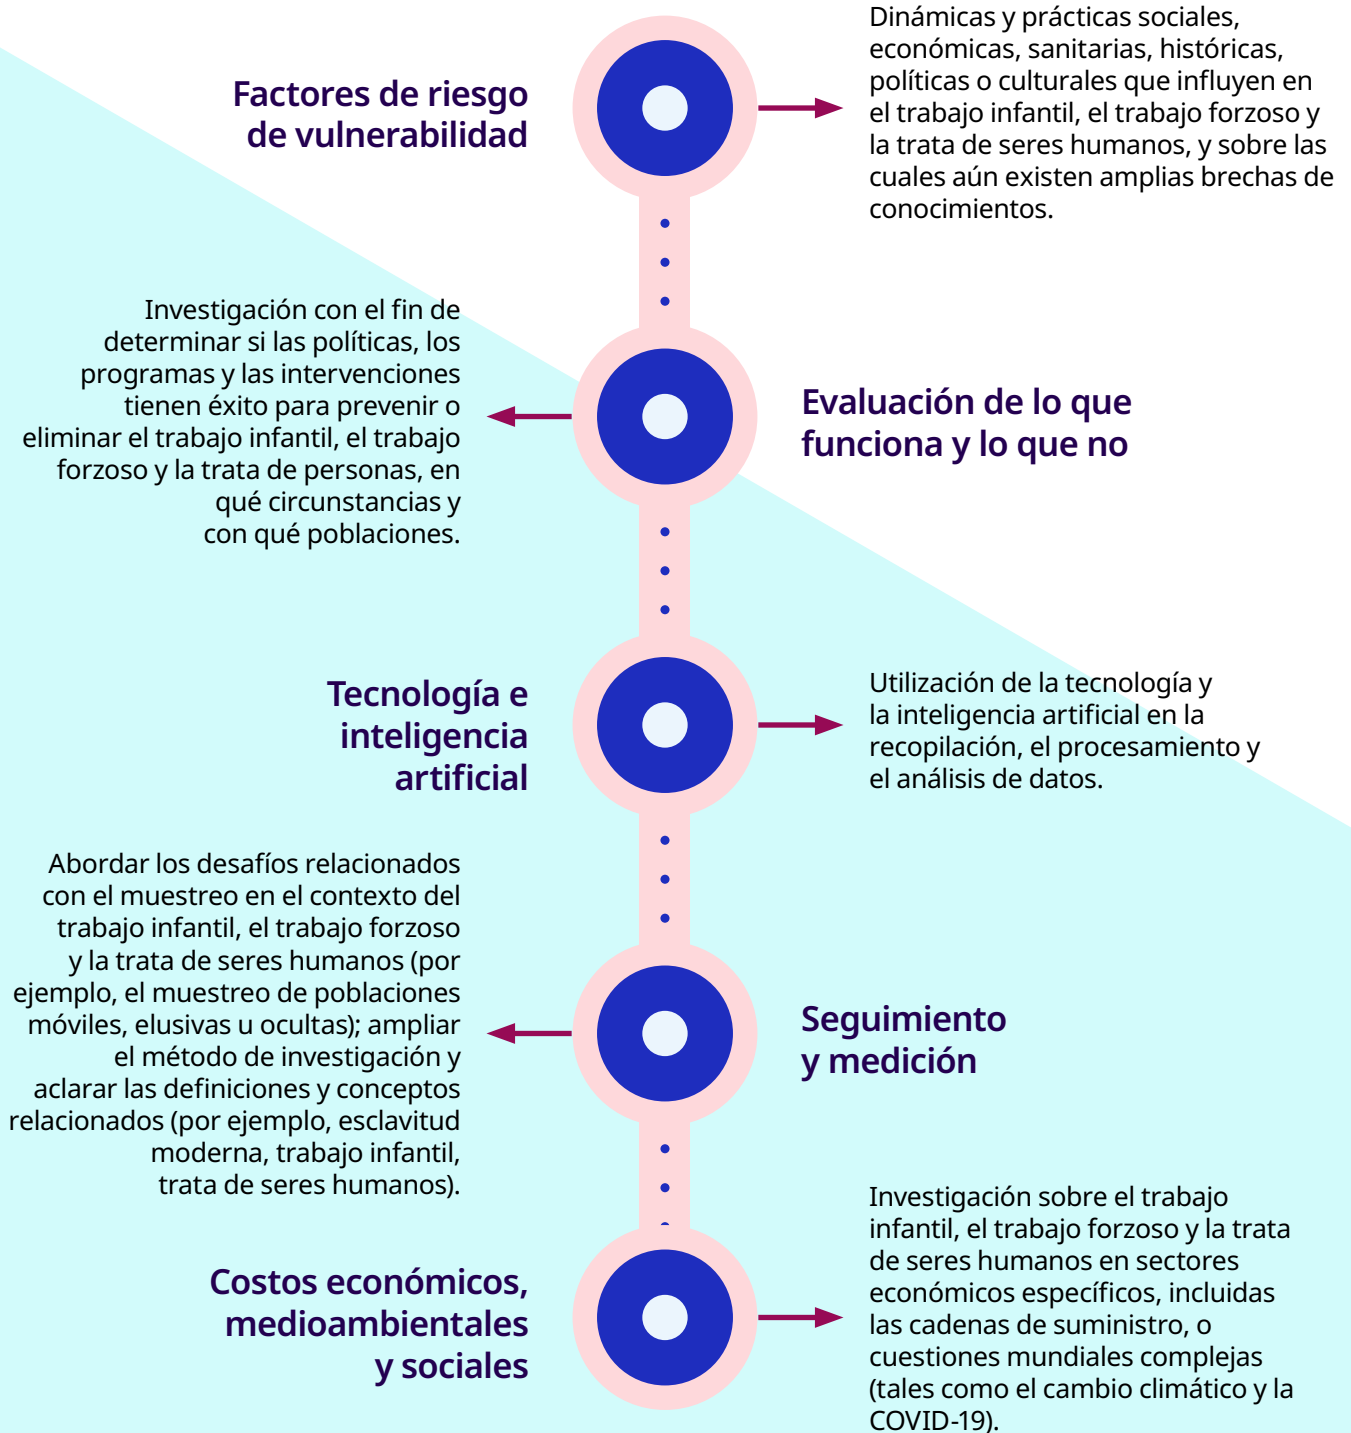 Factores de riesgo
de vulnerabilidad
Dinámicas y prácticas sociales,
económicas, sanitarias, históricas,
políticas o culturales que influyen en
el trabajo infantil, el trabajo forzoso y
la trata de seres humanos, y sobre las
cuales aún existen amplias brechas de
conocimientos.
Evaluación de lo que
funciona y lo que no
Investigación con el fin de
determinar si las políticas, los
programas y las intervenciones
tienen éxito para prevenir o
eliminar el trabajo infantil, el trabajo
forzoso y la trata de personas, en
qué circunstancias y
con qué poblaciones.
Tecnología e
inteligencia
artificial
Utilización de la tecnología y
la inteligencia artificial en la
recopilación, el procesamiento y
el análisis de datos.
Seguimiento
y medición
Abordar los desafíos relacionados
con el muestreo en el contexto del
trabajo infantil, el trabajo forzoso
y la trata de seres humanos (por
ejemplo, el muestreo de poblaciones
móviles, elusivas u ocultas); ampliar
el método de investigación y
aclarar las definiciones y conceptos
relacionados (por ejemplo, esclavitud
moderna, trabajo infantil,
trata de seres humanos).
Costos económicos,
medioambientales
y sociales
Investigación sobre el trabajo
infantil, el trabajo forzoso y la trata
de seres humanos en sectores
económicos específicos, incluidas
las cadenas de suministro, o
cuestiones mundiales complejas
(tales como el cambio climático y la
COVID-19).